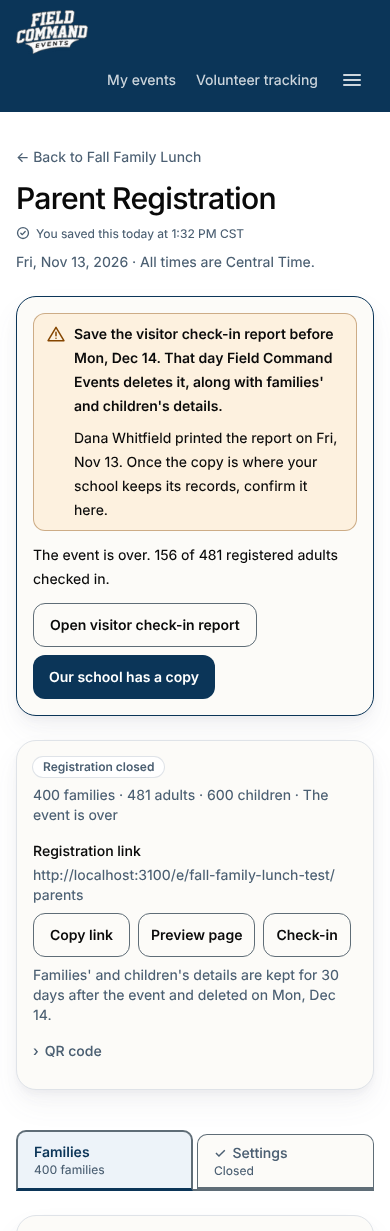 FIELD
COMMAND
EVENTS
My events Volunteer tracking
← Back to Fall Family Lunch
Parent Registration
You saved this today at 1:32 PM CST
Fri, Nov 13, 2026 · All times are Central Time.
Save the visitor check-in report before
Mon, Dec 14. That day Field Command
Events deletes it, along with families'
and children's details.
Dana Whitfield printed the report on Fri,
Nov 13. Once the copy is where your
school keeps its records, confirm it
here.
The event is over. 156 of 481 registered adults
checked in.
Open visitor check-in report
Our school has a copy
Registration closed
400 families · 481 adults · 600 children · The
event is over
Registration link
http://localhost:3100/e/fall-family-lunch-test/
parents
Copy link Preview page Check-in
Families' and children's details are kept for 30
days after the event and deleted on Mon, Dec
14.
› QR code
Families ✓ Settings
400 families Closed